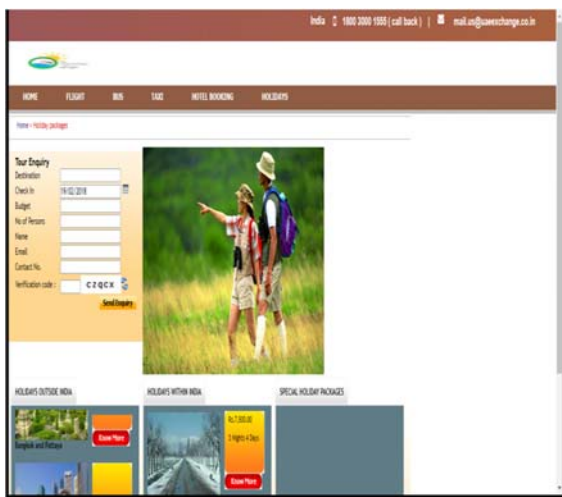 India 1800 3000 1555 ( call back ) | mail.us@uaeexchange.co.in
HOME FLIGHT BUS TAXI HOTEL BOOKING HOLIDAYS
Home > Holiday packages
Tour Enquiry
Destination
Check In 19/02/2018
Budget
No of Persons
Name
Email
Contact No.
Verification code : c z q c x
Send Enquiry
HOLIDAYS OUTSIDE INDIA HOLIDAYS WITHIN INDIA SPECIAL HOLIDAY PACKAGES
Rs.7,500.00
3 Nights 4 Days
Know More
Bangkok and Pattaya
Know More